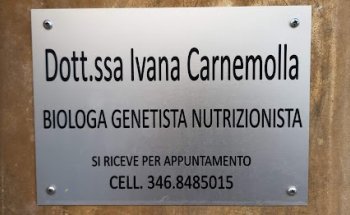 Dott.ssa Ivana Carnemolla
BIOLOGA GENETISTA NUTRIZIONISTA
SI RICEVE PER APPUNTAMENTO
CELL. 346.8485015